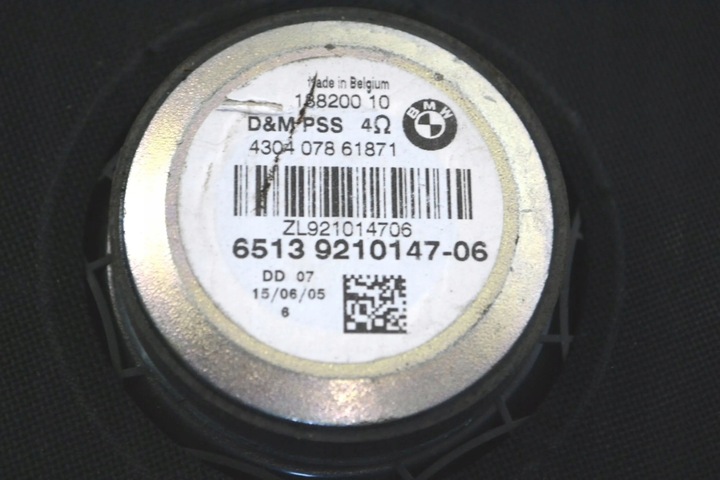 Made in Belgium
138200 10
D&M PSS 4Ω
BMW
4304 078 61871
ZL921014706
6513 9210147-06
DD 07
15/06/05
6